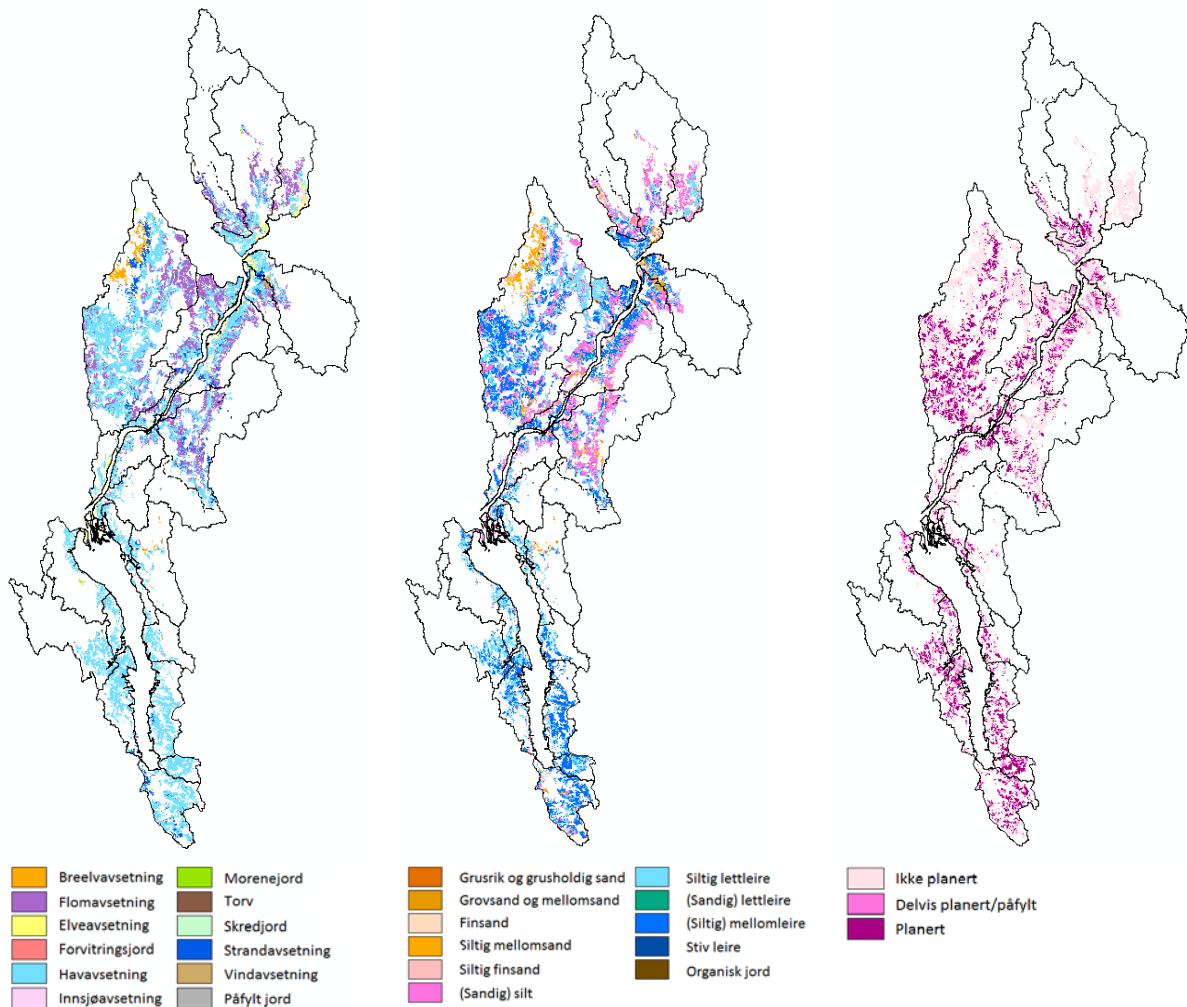 Breelvavsetning
Flomavsetning
Elveavsetning
Forvitringsjord
Havavsetning
Innsjøavsetning
Morenejord
Torv
Skredjord
Strandavsetning
Vindavsetning
Påfylt jord
Grusrik og grusholdig sand
Grovsand og mellomsand
Finsand
Siltig mellomsand
Siltig finsand
(Sandig) silt
Siltig lettleire
(Sandig) lettleire
(Siltig) mellomleire
Stiv leire
Organisk jord
Ikke planert
Delvis planert/påfylt
Planert